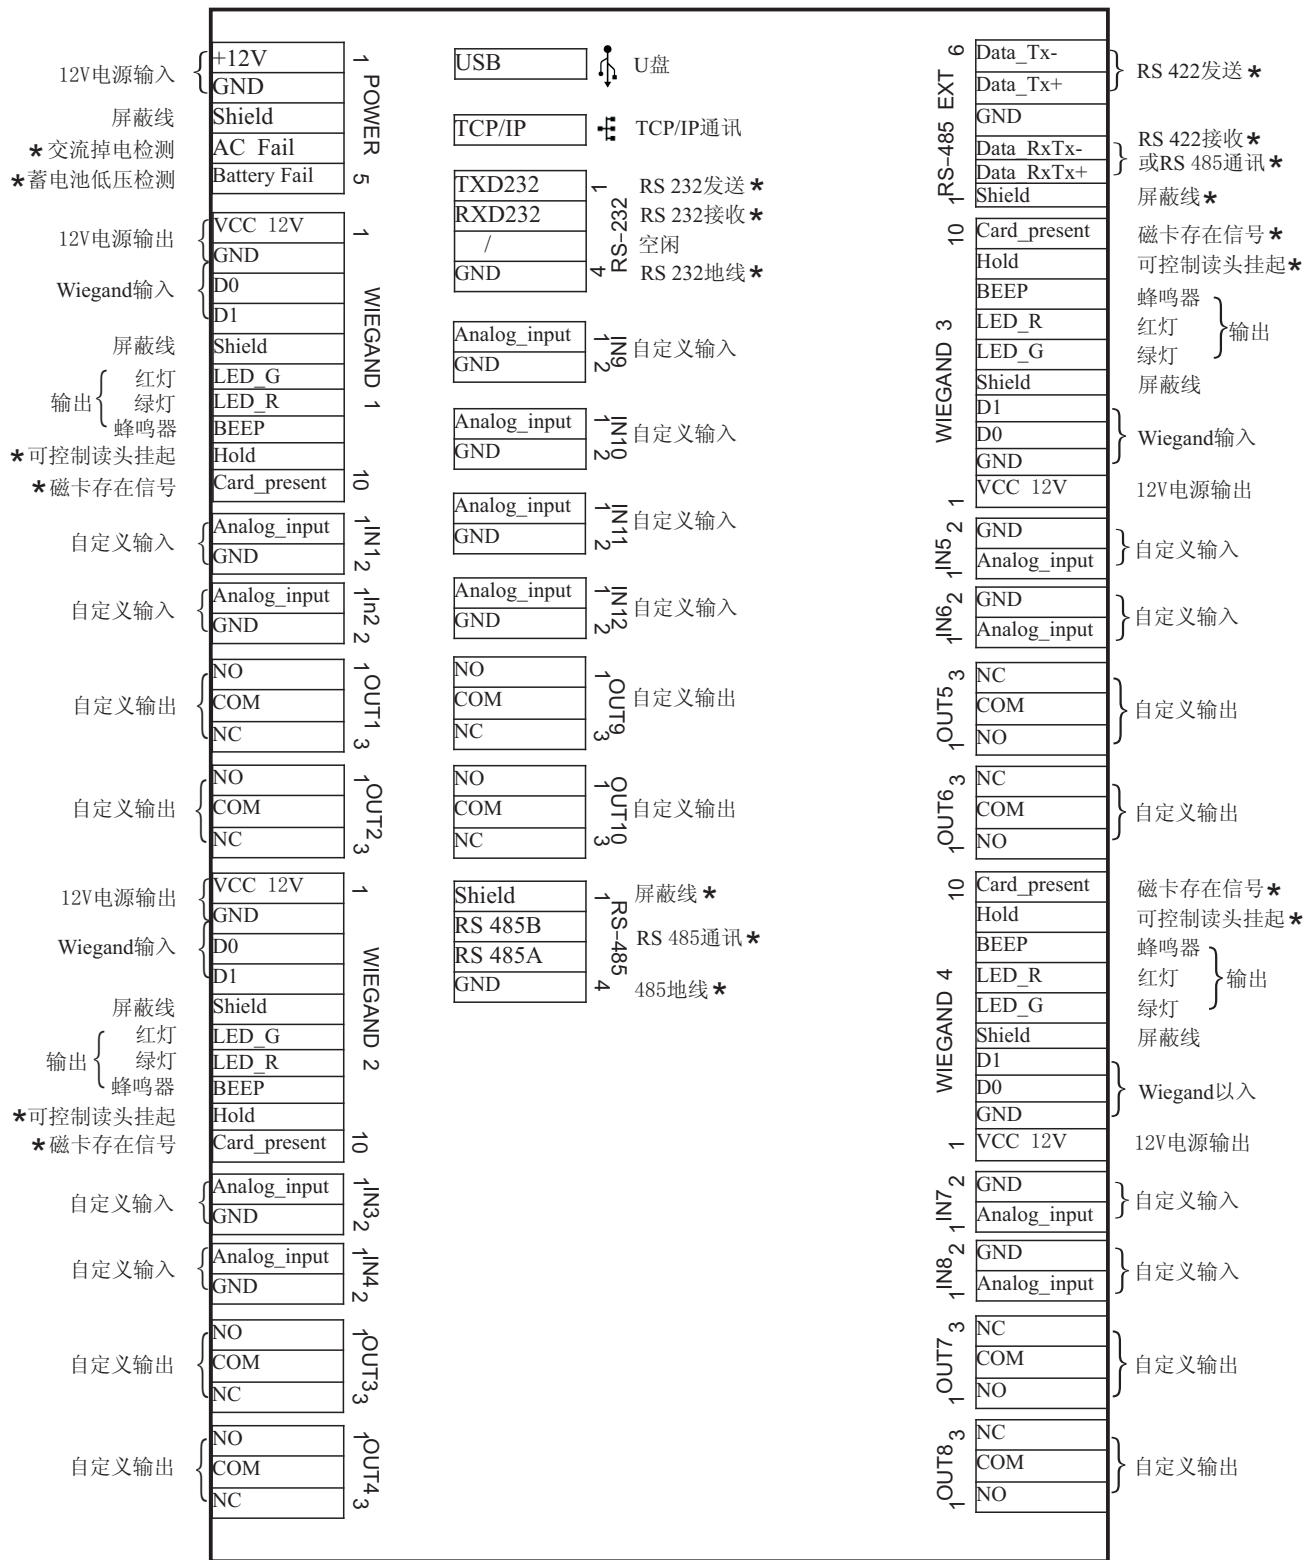 12V电源输入
+12V
GND
屏蔽线
Shield
★交流掉电检测
AC Fail
★蓄电池低压检测
Battery Fail
1
POWER
5
12V电源输出
VCC 12V
GND
Wiegand输入
D0
D1
屏蔽线
Shield
输出
红灯
LED_G
绿灯
LED_R
蜂鸣器
BEEP
★可控制读头挂起
Hold
★磁卡存在信号
Card_present
1
WIEGAND 1
10
自定义输入
Analog_input
GND
1
IN1
2
自定义输入
Analog_input
GND
1
In2
2
自定义输出
NO
COM
NC
1
OUT1
3
自定义输出
NO
COM
NC
1
OUT2
3
12V电源输出
VCC 12V
GND
Wiegand输入
D0
D1
屏蔽线
Shield
输出
红灯
LED_G
绿灯
LED_R
蜂鸣器
BEEP
★可控制读头挂起
Hold
★磁卡存在信号
Card_present
1
WIEGAND 2
10
自定义输入
Analog_input
GND
1
IN3
2
自定义输入
Analog_input
GND
1
IN4
2
自定义输出
NO
COM
NC
1
OUT3
3
自定义输出
NO
COM
NC
1
OUT4
3
USB
U盘
TCP/IP
TCP/IP通讯
TXD232
RXD232
/
GND
1
RS-232
4
RS 232发送★
RS 232接收★
空闲
RS 232地线★
Analog_input
GND
1
IN9
2
自定义输入
Analog_input
GND
1
IN10
2
自定义输入
Analog_input
GND
1
IN11
2
自定义输入
Analog_input
GND
1
IN12
2
自定义输入
NO
COM
NC
1
OUT9
3
自定义输出
NO
COM
NC
1
OUT10
3
自定义输出
Shield
RS 485B
RS 485A
GND
1
RS-485
4
屏蔽线★
RS 485通讯★
485地线★
6
RS-485 EXT
1
Data_Tx-
Data_Tx+
GND
Data_RxTx-
Data_RxTx+
Shield
RS 422发送★
RS 422接收★
或RS 485通讯★
屏蔽线★
10
WIEGAND 3
1
Card_present
磁卡存在信号★
Hold
可控制读头挂起★
BEEP
蜂鸣器
LED_R
红灯
LED_G
绿灯
输出
Shield
屏蔽线
D1
D0
GND
Wiegand输入
VCC 12V
12V电源输出
2
IN5
1
GND
Analog_input
自定义输入
2
IN6
1
GND
Analog_input
自定义输入
3
OUT5
1
NC
COM
NO
自定义输出
3
OUT6
1
NC
COM
NO
自定义输出
10
WIEGAND 4
1
Card_present
磁卡存在信号★
Hold
可控制读头挂起★
BEEP
蜂鸣器
LED_R
红灯
LED_G
绿灯
输出
Shield
屏蔽线
D1
D0
GND
Wiegand以入
VCC 12V
12V电源输出
2
IN7
1
GND
Analog_input
自定义输入
2
IN8
1
GND
Analog_input
自定义输入
3
OUT7
1
NC
COM
NO
自定义输出
3
OUT8
1
NC
COM
NO
自定义输出